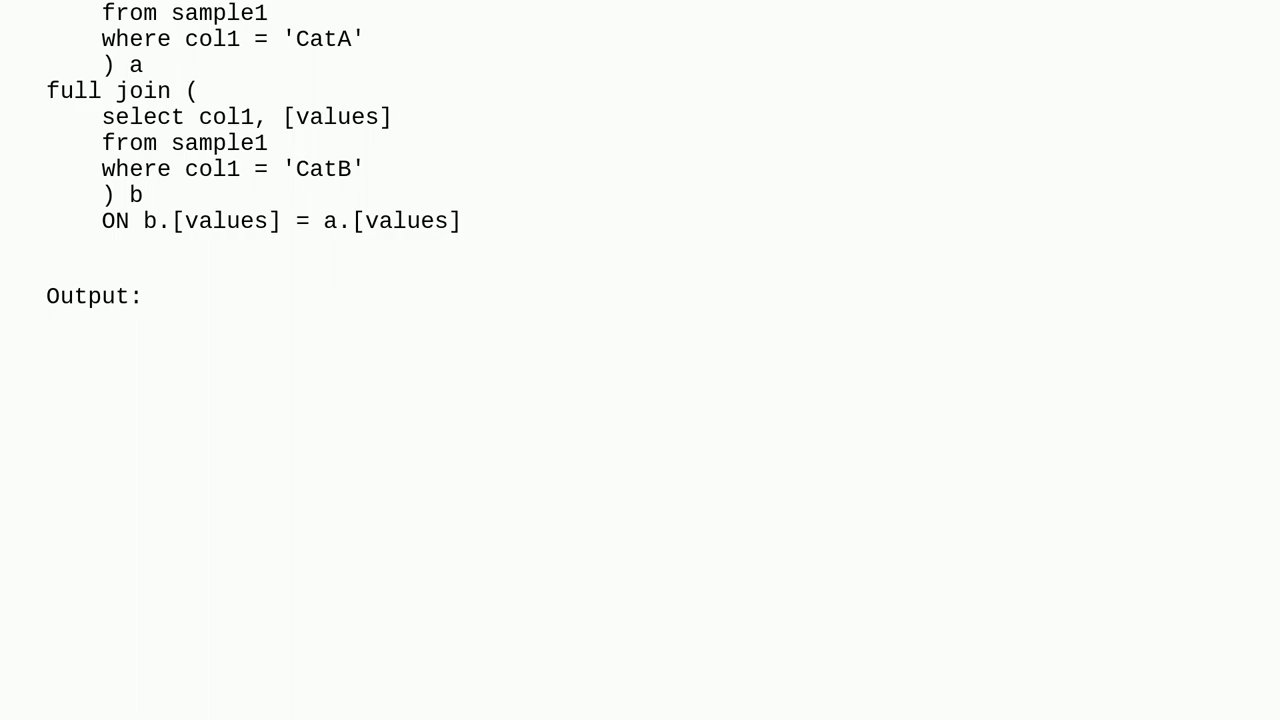 from sample1
where col1 = 'CatA'
) a
full join (
select col1, [values]
from sample1
where col1 = 'CatB'
) b
ON b.[values] = a.[values]
Output: